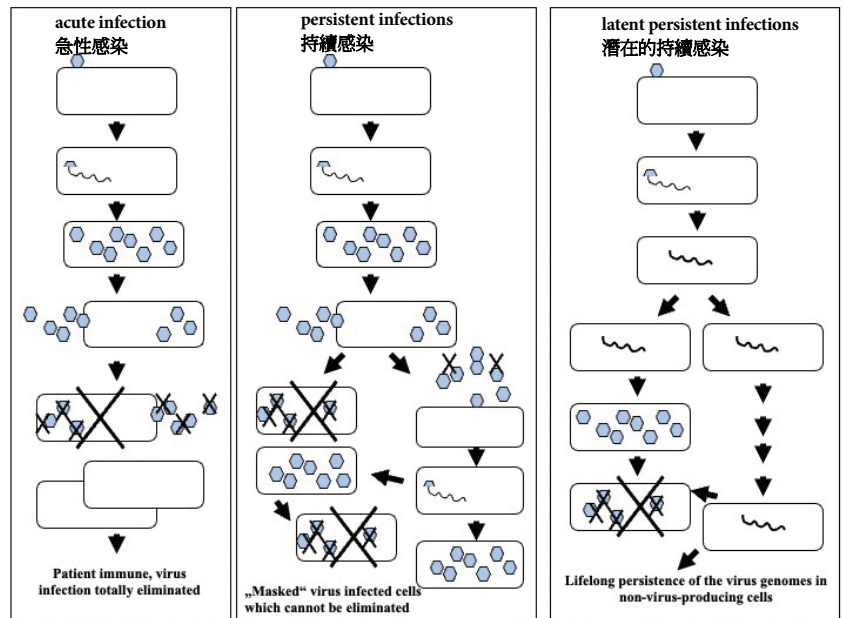 acute infection
急性感染
Patient immune, virus
infection totally eliminated
persistent infections
持續感染
„Masked“ virus infected cells
which cannot be eliminated
latent persistent infections
潛在的持續感染
Lifelong persistence of the virus genomes in
non-virus-producing cells